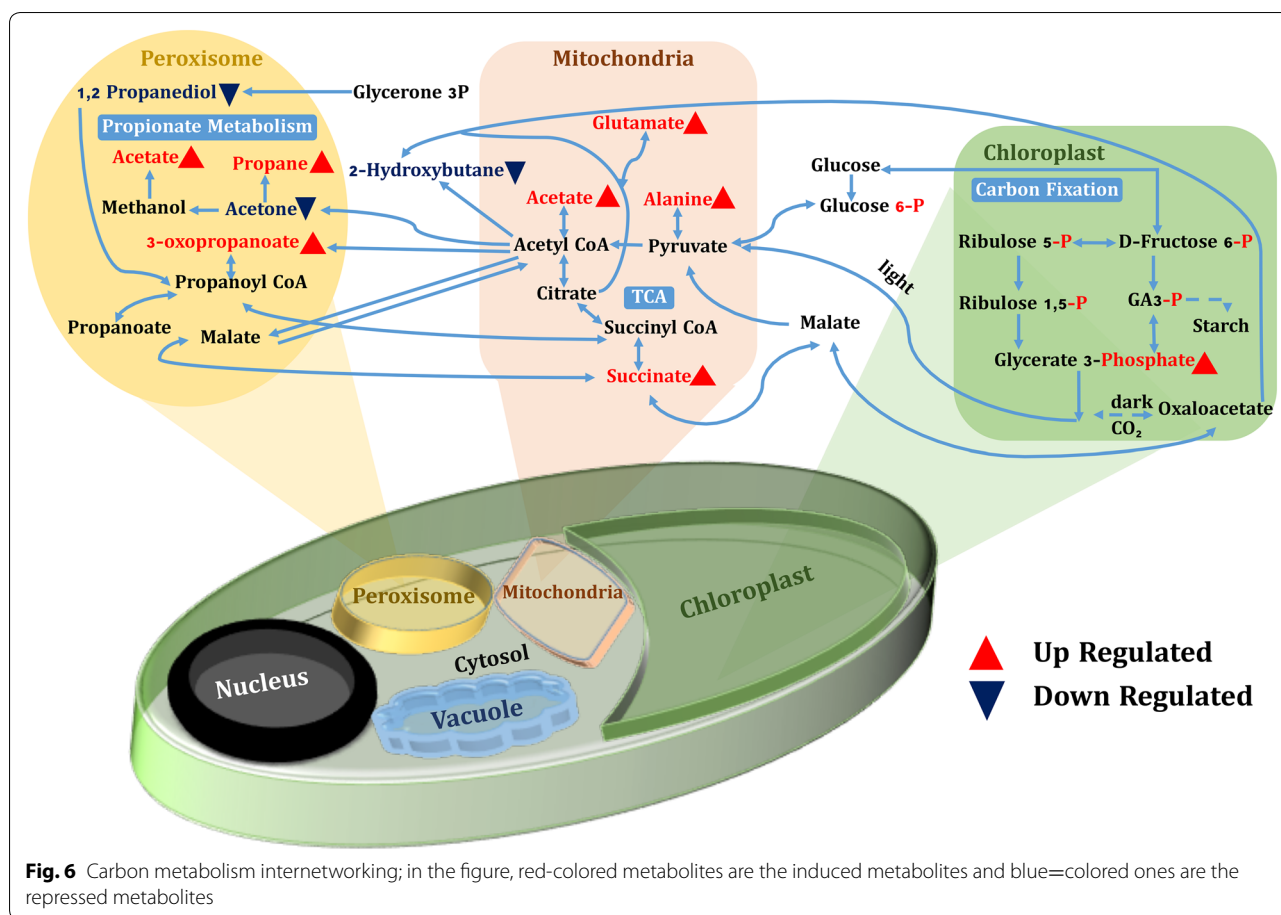 Peroxisome
1,2 Propanediol
Glycerone 3P
Propionate Metabolism
Acetate
Propane
Methanol
Acetone
3-oxopropanoate
Propanoyl CoA
Propanoate
Malate
Mitochondria
Glutamate
2-Hydroxybutane
Acetate
Alanine
Acetyl CoA
Pyruvate
Citrate
TCA
Succinyl CoA
Succinate
Malate
Glucose
Glucose 6-P
light
Chloroplast
Carbon Fixation
Ribulose 5-P
D-Fructose 6-P
Ribulose 1,5-P
GA3-P
Starch
Glycerate 3-Phosphate
dark
CO₂
Oxaloacetate
Peroxisome
Mitochondria
Chloroplast
Cytosol
Nucleus
Vacuole
Up Regulated
Down Regulated
Fig. 6 Carbon metabolism internetworking; in the figure, red-colored metabolites are the induced metabolites and blue=colored ones are the
repressed metabolites